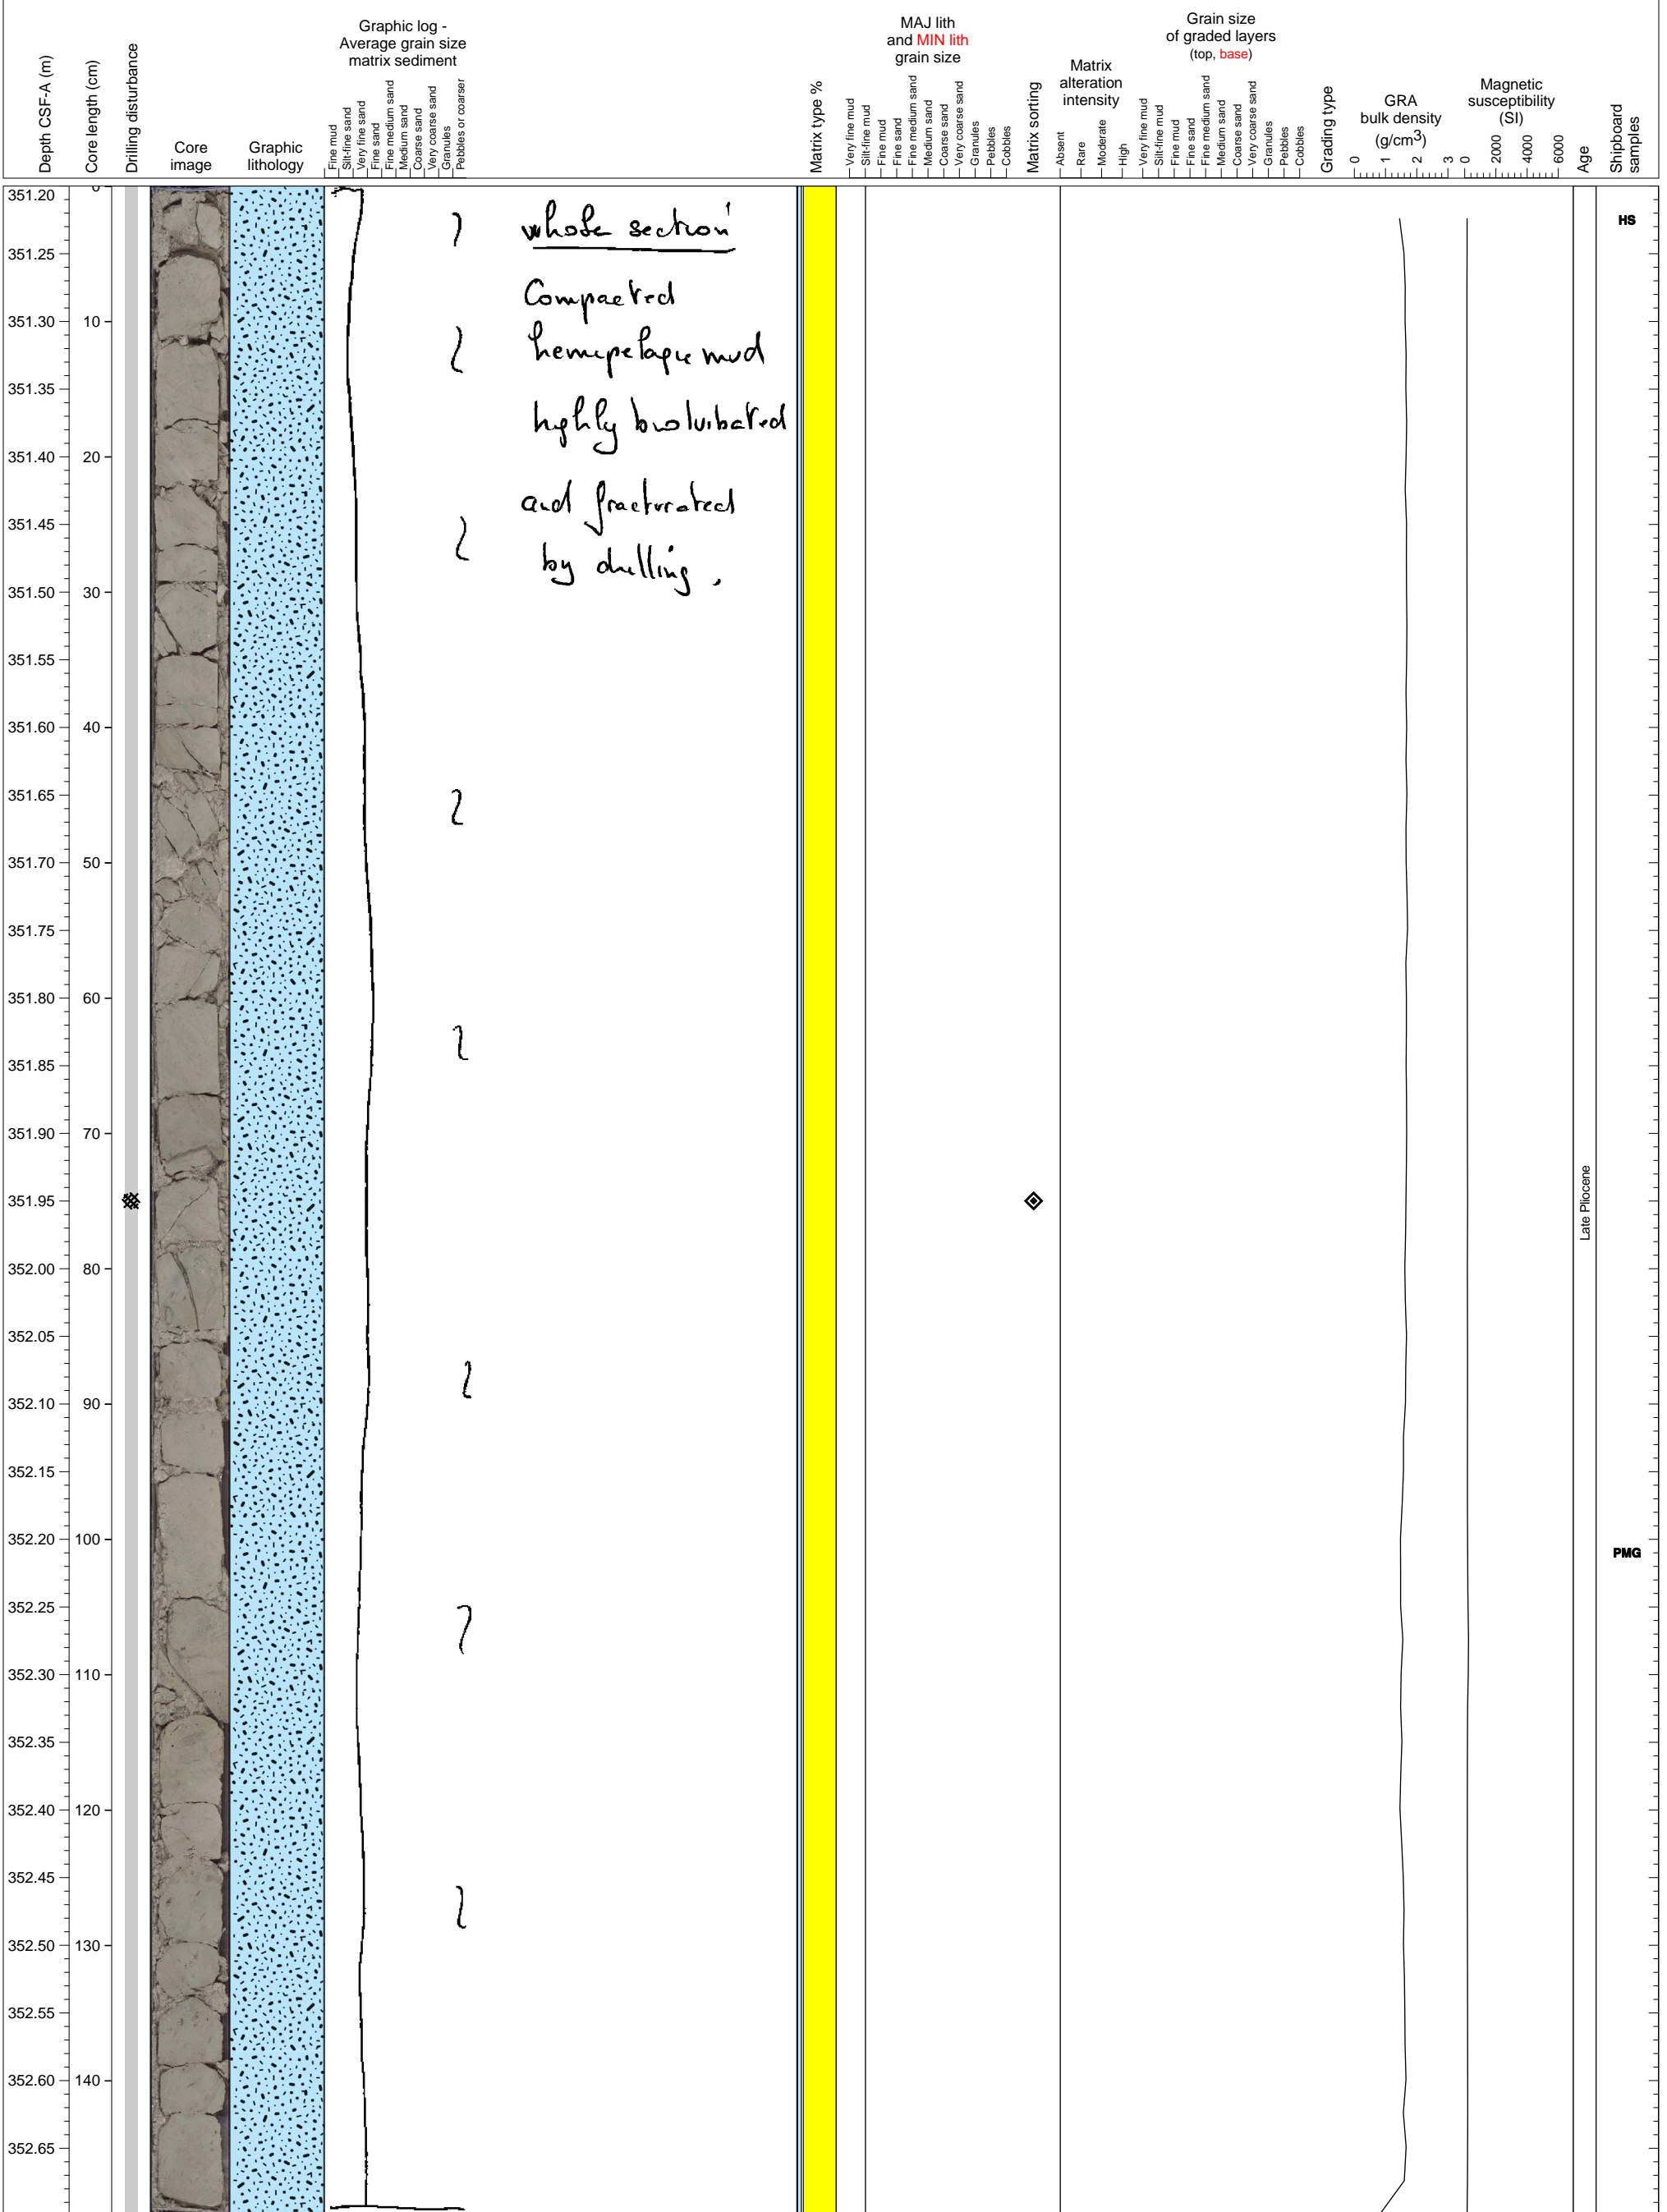 Depth CSF-A (m)
Core length (cm)
Drilling disturbance
Core
image
Graphic
lithology
Graphic log -
Average grain size
matrix sediment
Fine mud
Silt-fine sand
Very fine sand
Fine sand
Fine medium sand
Medium sand
Coarse sand
Very coarse sand
Granules
Pebbles or coarser
Matrix type %
MAJ lith
and MIN lith
grain size
Very fine mud
Silt-fine mud
Fine mud
Fine sand
Fine medium sand
Medium sand
Coarse sand
Very coarse sand
Granules
Pebbles
Cobbles
Matrix sorting
Matrix
alteration
intensity
Absent
Rare
Moderate
High
Grain size
of graded layers
(top, base)
Very fine mud
Silt-fine mud
Fine mud
Fine sand
Fine medium sand
Medium sand
Coarse sand
Very coarse sand
Granules
Pebbles
Cobbles
Grading type
GRA
bulk density
(g/cm3)
0 1 2 3
Magnetic
susceptibility
(SI)
0 2000 4000 6000
Age
Shipboard
samples
351.20 0
351.25
351.30 10
351.35
351.40 20
351.45
351.50 30
351.55
351.60 40
351.65
351.70 50
351.75
351.80 60
351.85
351.90 70
351.95
352.00 80
352.05
352.10 90
352.15
352.20 100
352.25
352.30 110
352.35
352.40 120
352.45
352.50 130
352.55
352.60 140
352.65
whole section
Compacted
hemipelagic mud
highly bioturbated
and fracturated
by drilling.
Late Pliocene
HS
PMG